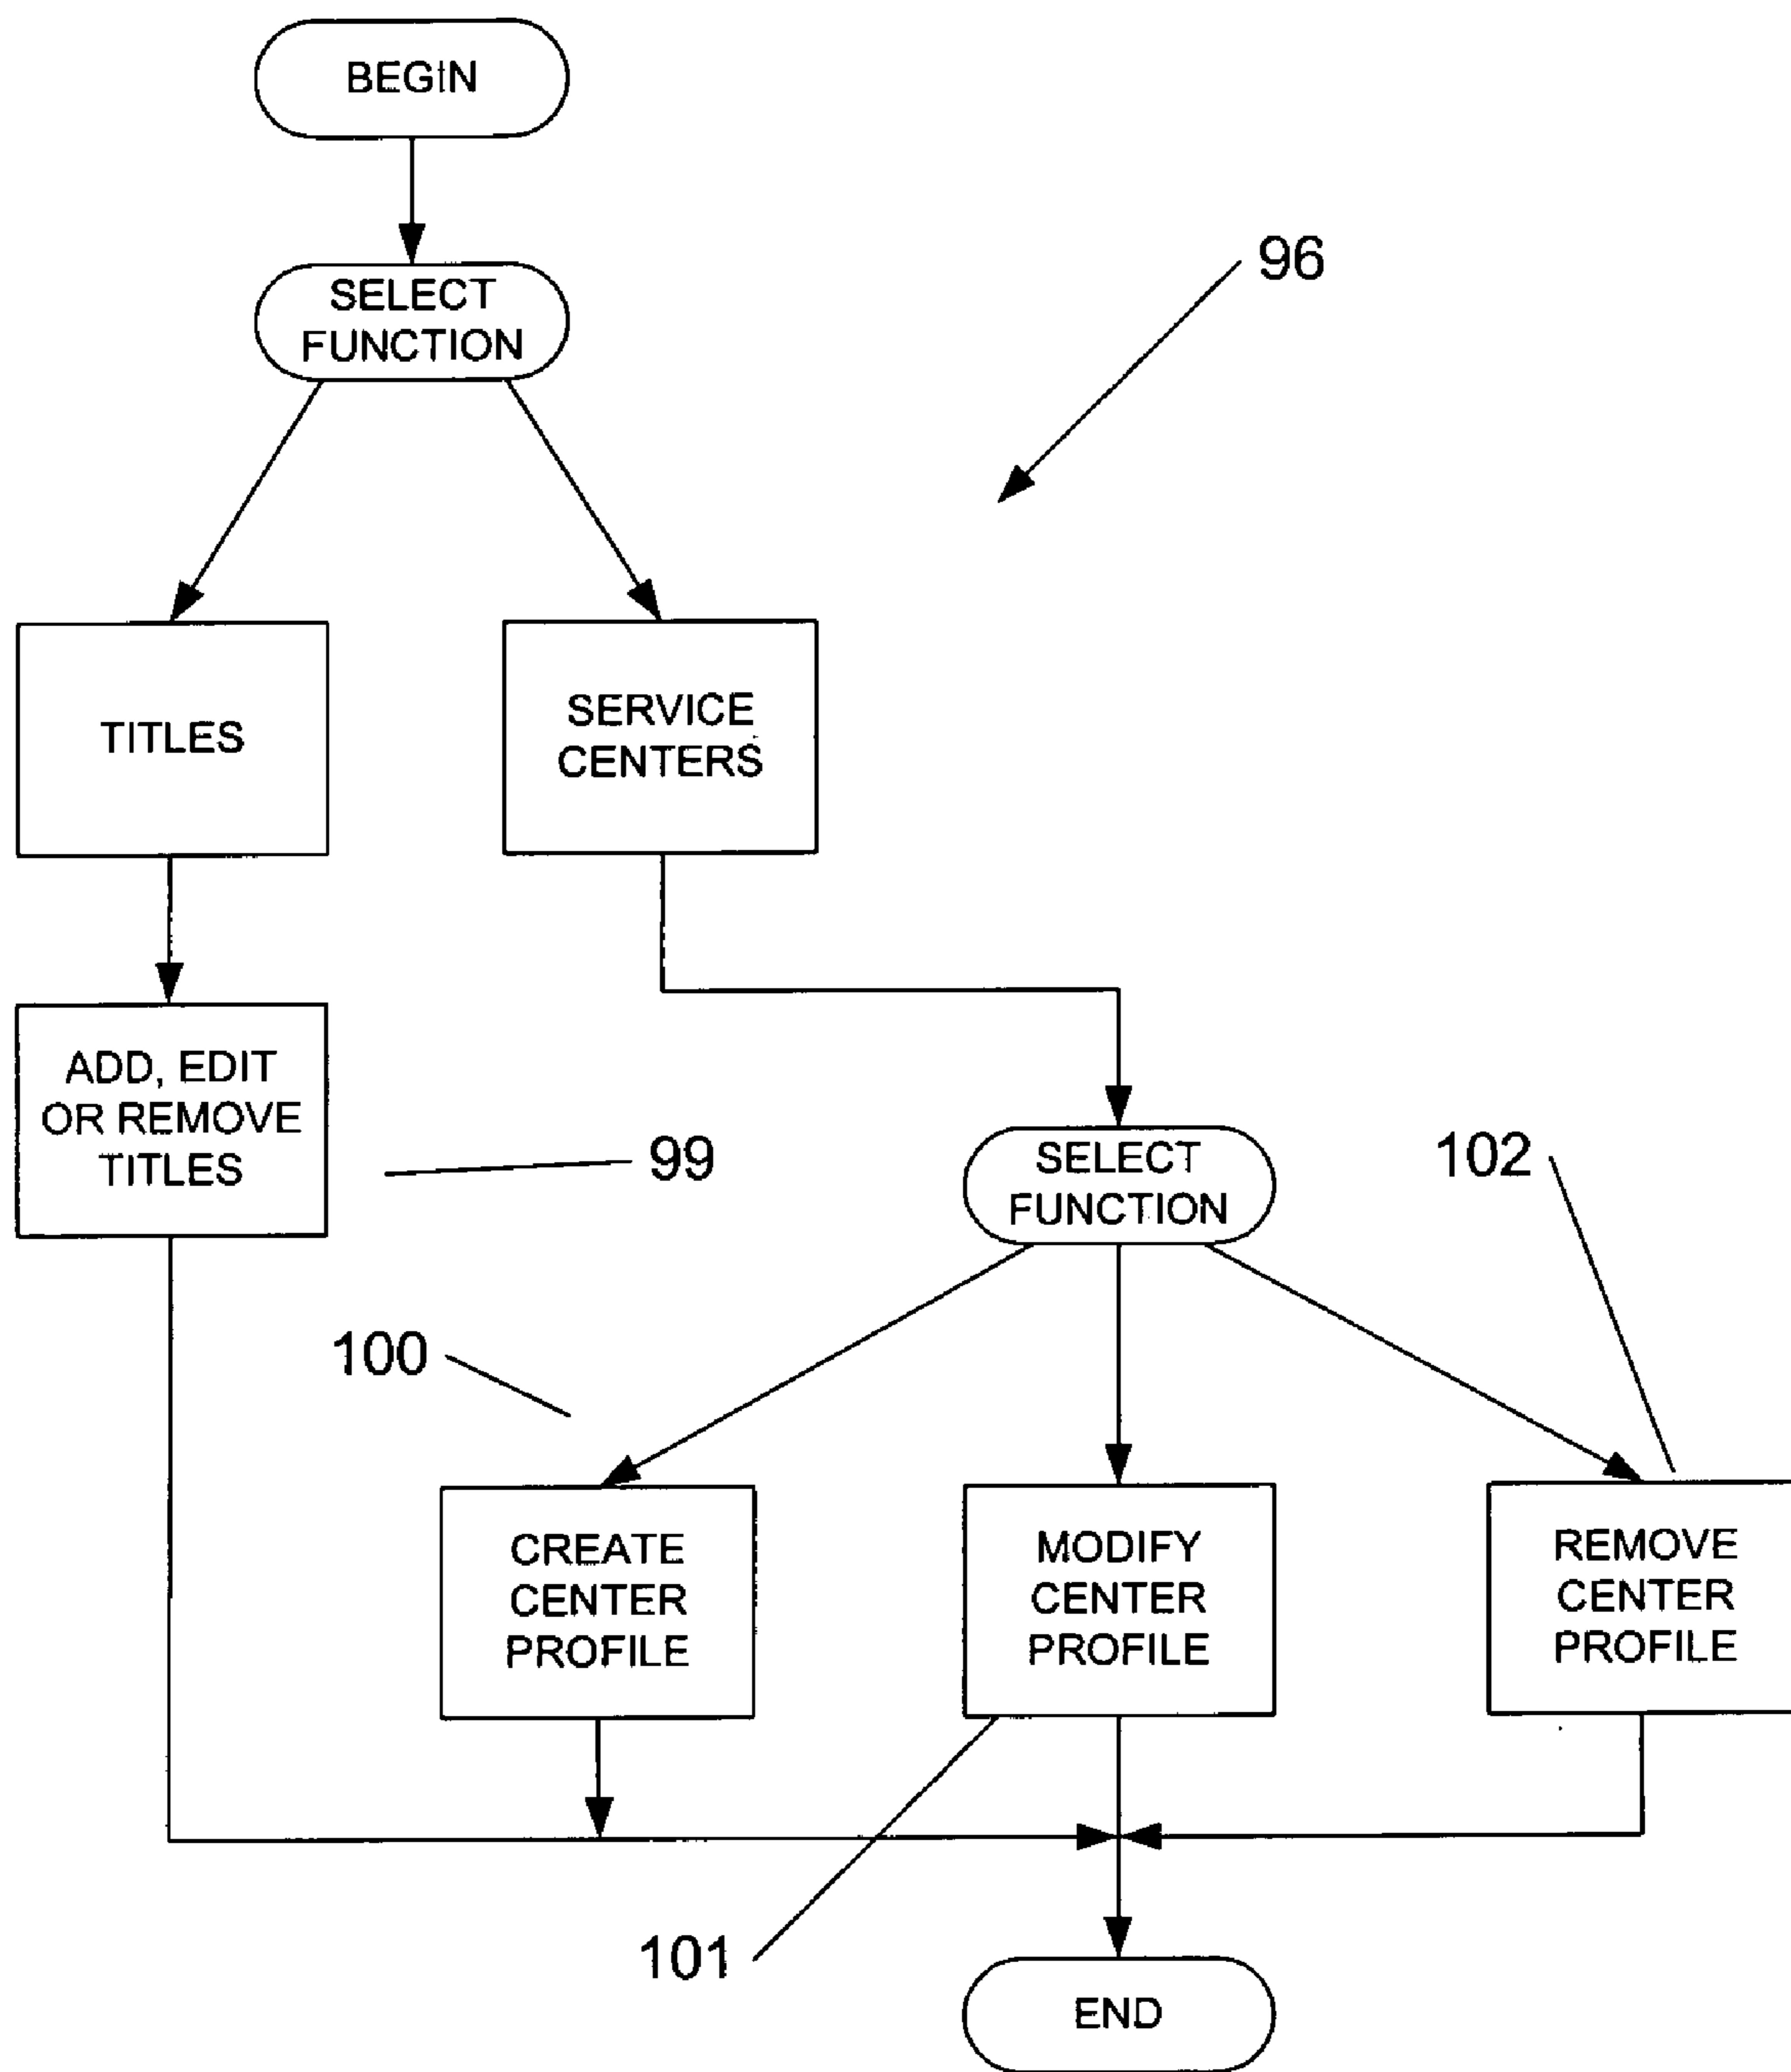 BEGIN
SELECT
FUNCTION
96
TITLES
SERVICE
CENTERS
ADD, EDIT
OR REMOVE
TITLES
99
SELECT
FUNCTION
102
100
CREATE
CENTER
PROFILE
MODIFY
CENTER
PROFILE
REMOVE
CENTER
PROFILE
101
END